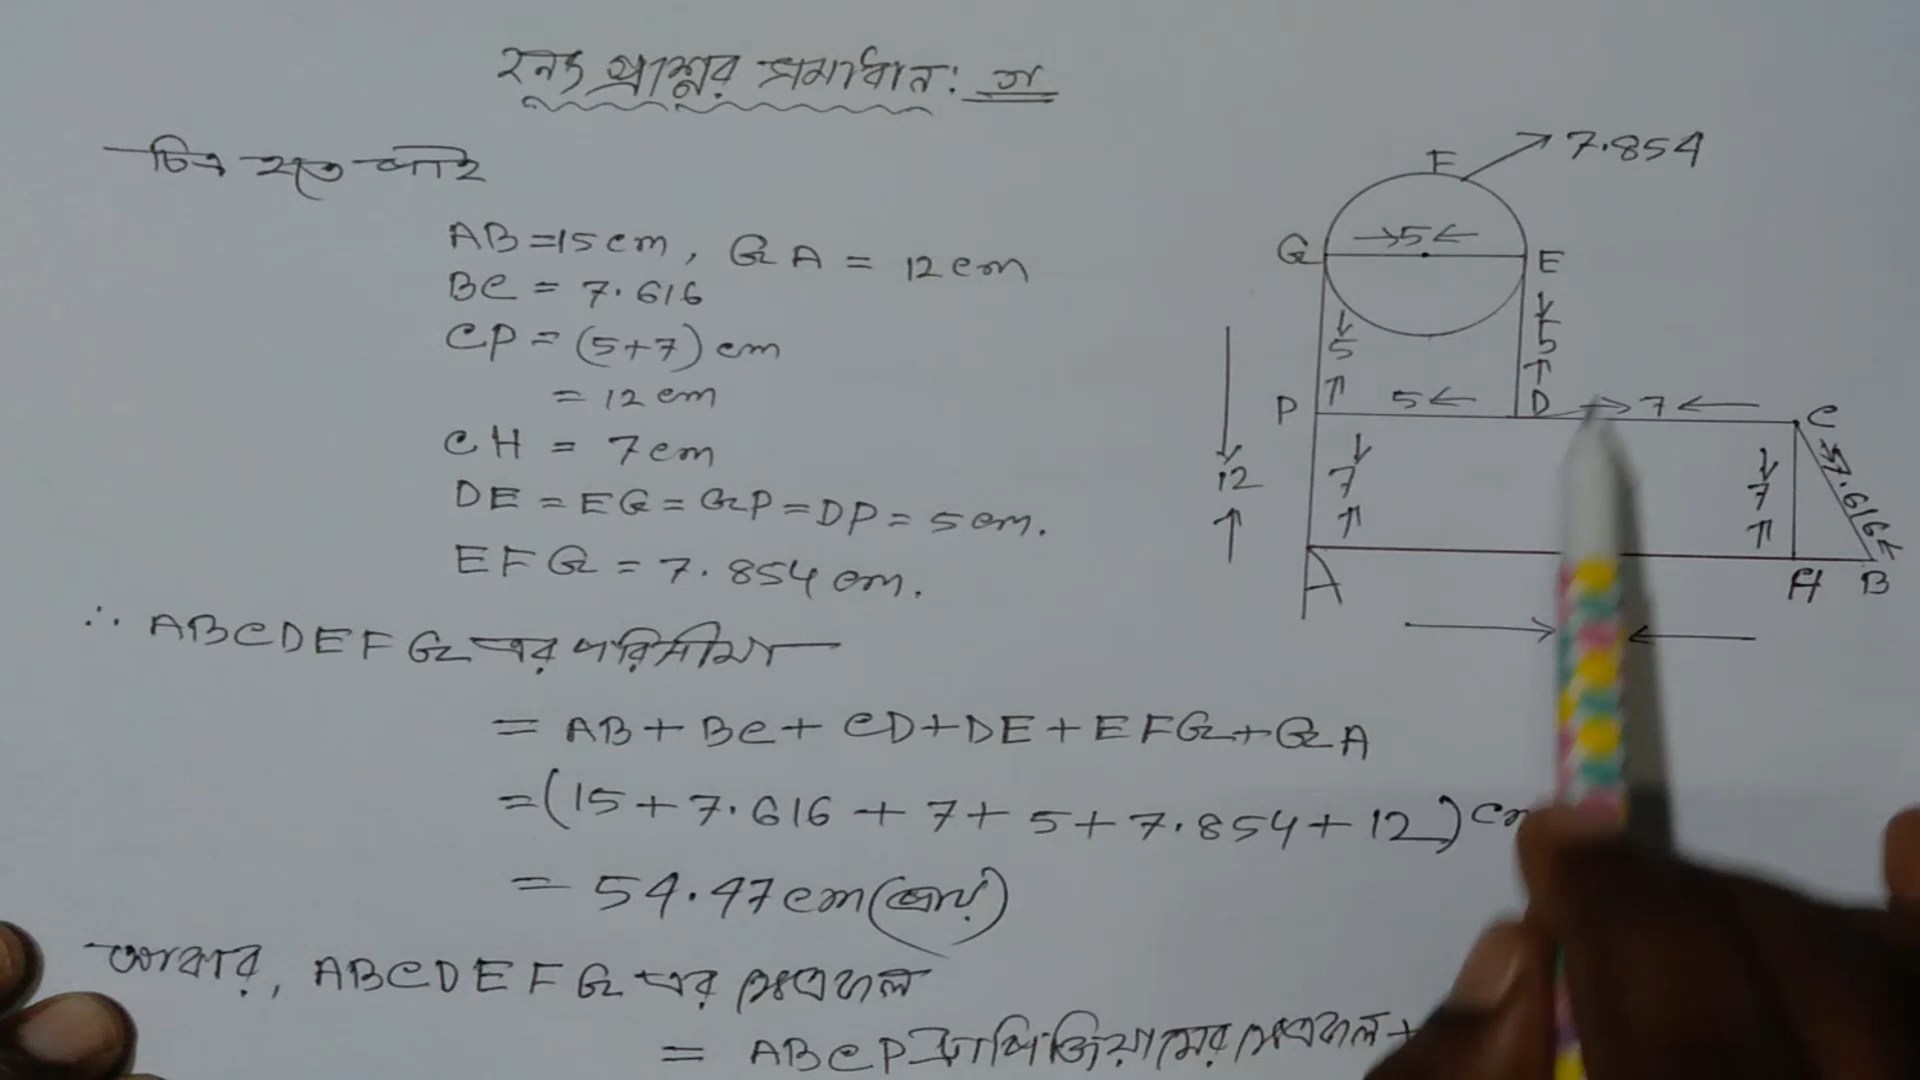 ৩নং প্রশ্নের সমাধান: গ
চিত্র হতে পাই
AB = 15 cm, GA = 12 cm
BC = 7.616
CP = (5+7) cm
= 12 cm
CH = 7 cm
DE = EG = GP = DP = 5 cm.
EFG = 7.854 cm.
∴ ABCDEFG এর পরিসীমা
= AB + BC + CD + DE + EFG + GA
= (15 + 7.616 + 7 + 5 + 7.854 + 12) cm
= 54.47 cm (প্রায়)
আবার, ABCDEFG এর ক্ষেত্রফল
= ABCP ট্রাপিজিয়ামের ক্ষেত্রফল +
F → 7.854
G → 5 ← E
↓ 5 ↑ ↓ 5 ↑
P 5 ← D → 7 ← C
↓ 12 ↑ ↓ 7 ↑ ↓ 7 ↑ 7.616
A H B
→ ←